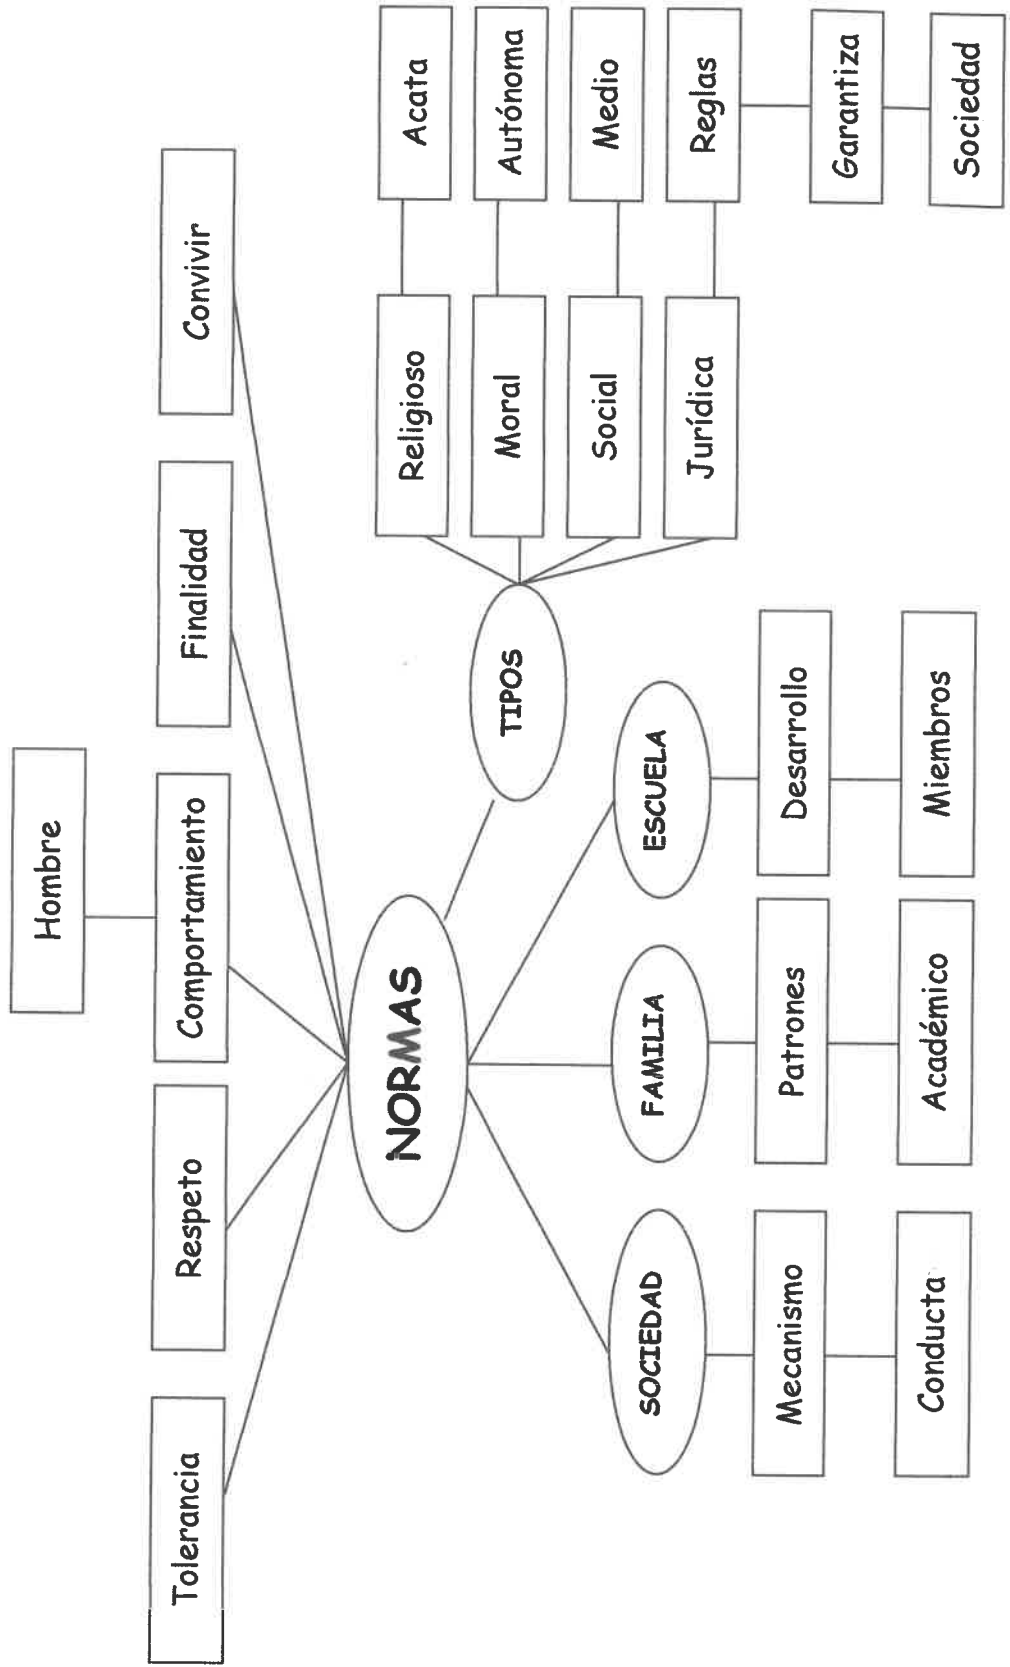 Hombre
Tolerancia
Respeto
Comportamiento
Finalidad
Convivir
NORMAS
TIPOS
Religioso
Acata
Moral
Autónoma
Social
Medio
Jurídica
Reglas
Garantiza
Sociedad
SOCIEDAD
FAMILIA
ESCUELA
Mecanismo
Patrones
Desarrollo
Conducta
Académico
Miembros